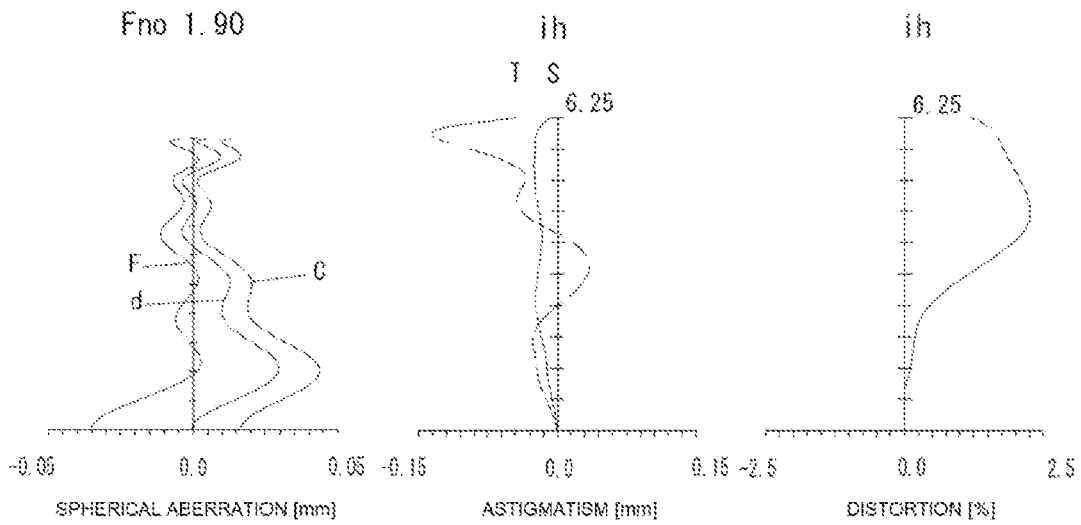 Fno 1.90
ih
ih
T S
6.25
6.25
F
C
d
-0.05
0.0
0.05
-0.15
0.0
0.15
-2.5
0.0
2.5
SPHERICAL ABERRATION [mm]
ASTIGMATISM [mm]
DISTORTION [%]